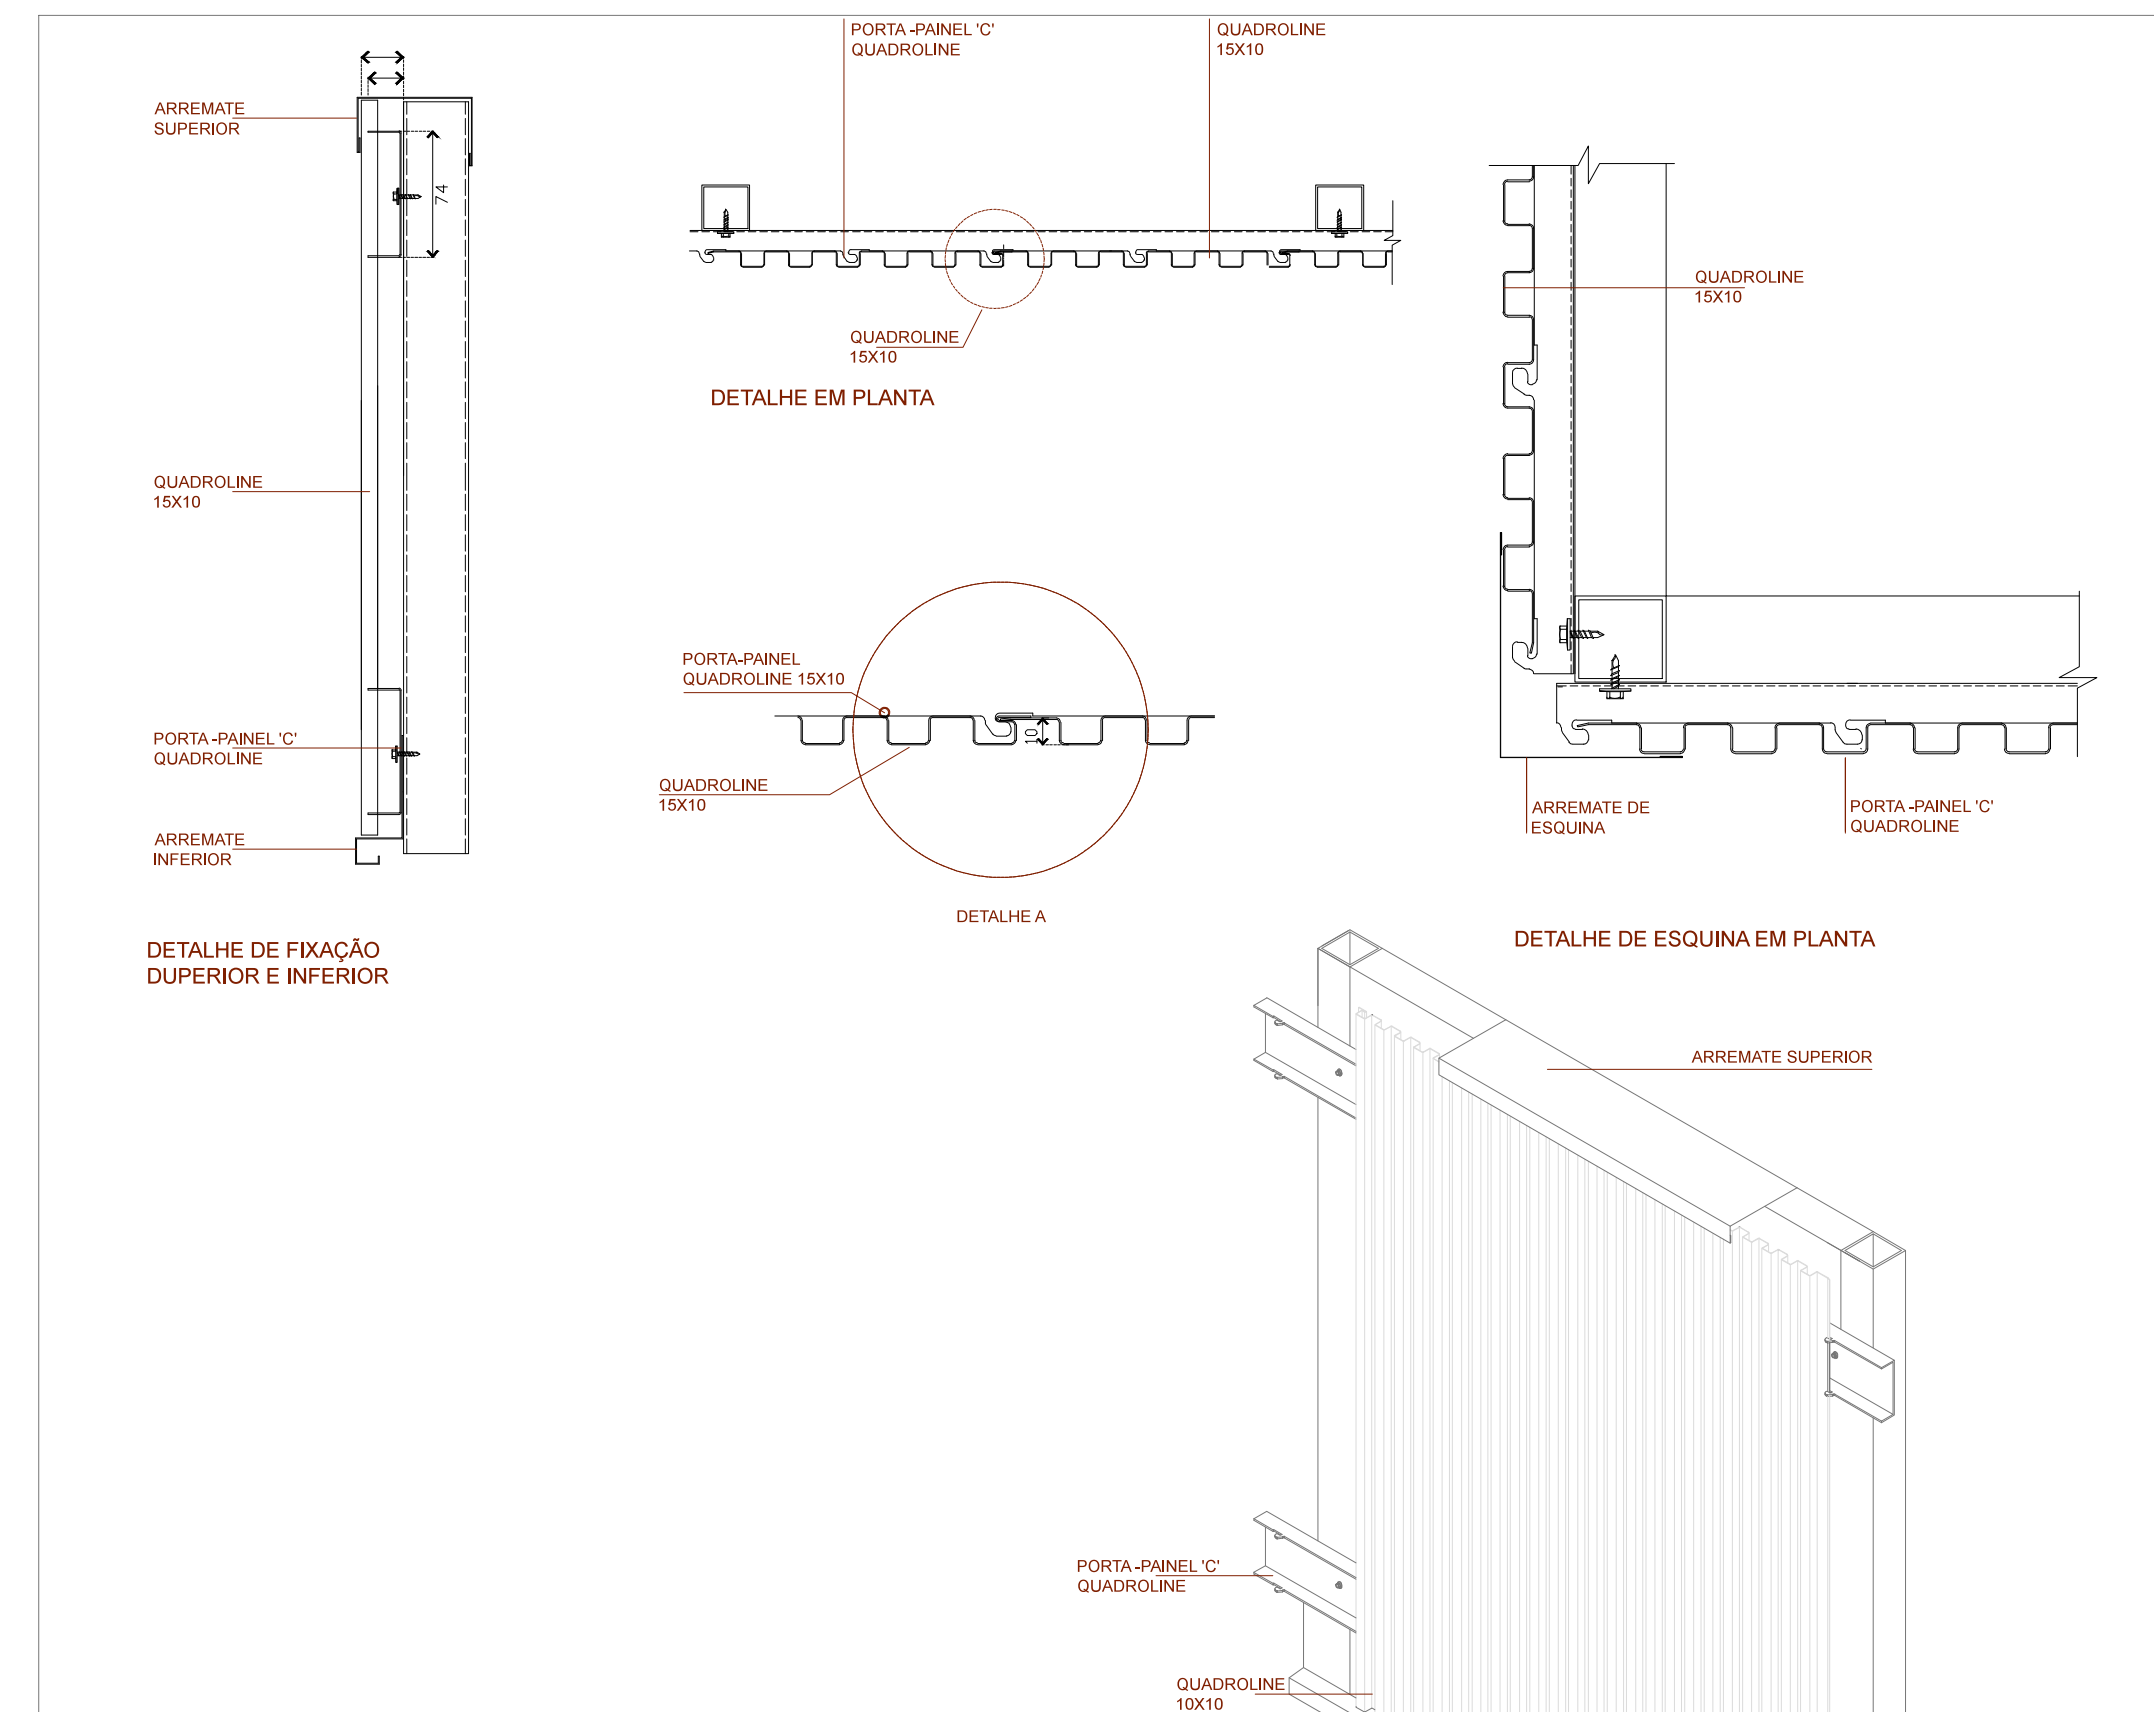 PORTA-PAINEL 'C'
QUADROLINE
QUADROLINE
15X10
ARREMATE
SUPERIOR
74
QUADROLINE
15X10
QUADROLINE
15X10
DETALHE EM PLANTA
QUADROLINE
15X10
PORTA-PAINEL
QUADROLINE 15X10
10
QUADROLINE
15X10
PORTA-PAINEL 'C'
QUADROLINE
ARREMATE
INFERIOR
ARREMATE DE
ESQUINA
PORTA-PAINEL 'C'
QUADROLINE
DETALHE A
DETALHE DE FIXAÇÃO
DUPERIOR E INFERIOR
DETALHE DE ESQUINA EM PLANTA
ARREMATE SUPERIOR
PORTA-PAINEL 'C'
QUADROLINE
QUADROLINE
10X10